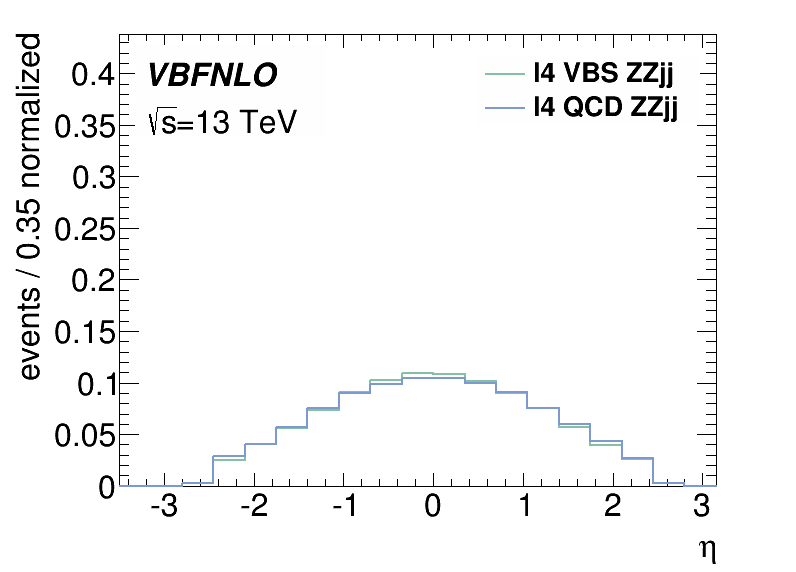 VBFNLO
√s=13 TeV
l4 VBS ZZjj
l4 QCD ZZjj
events / 0.35 normalized
0.4
0.35
0.3
0.25
0.2
0.15
0.1
0.05
0
-3 -2 -1 0 1 2 3
η